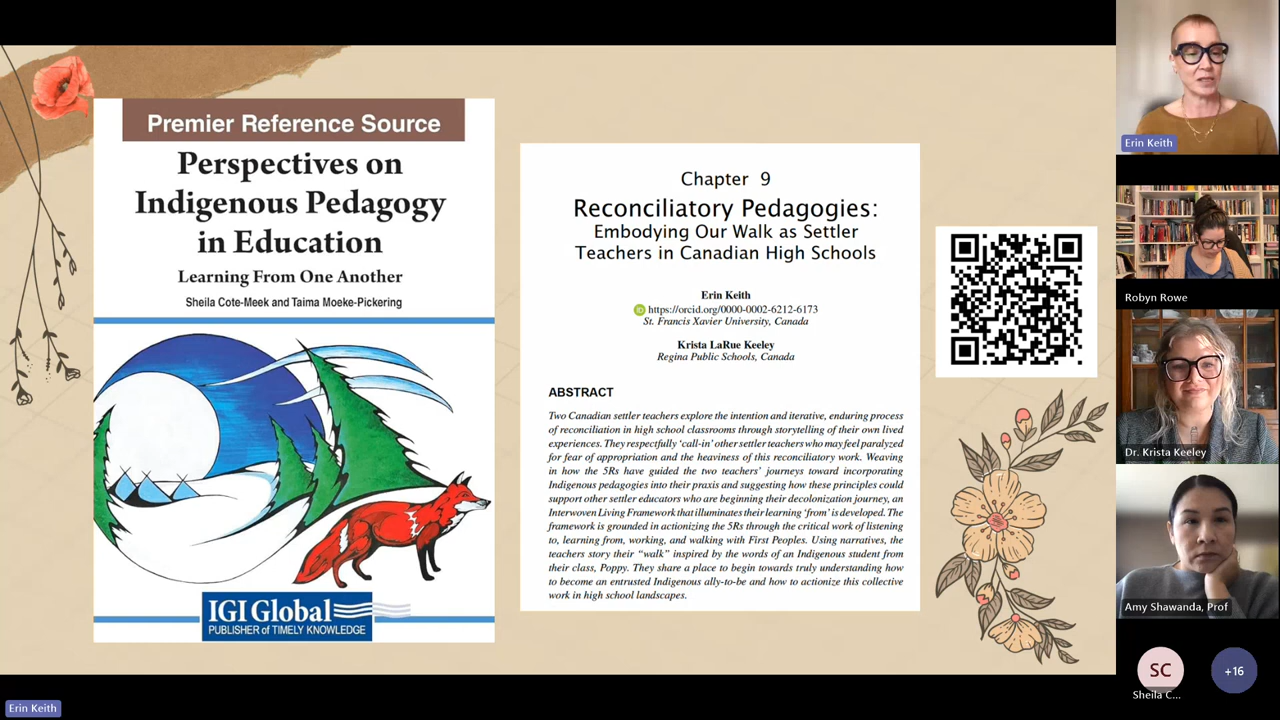 Premier Reference Source
Perspectives on
Indigenous Pedagogy
in Education
Learning From One Another
Sheila Cote-Meek and Taima Moeke-Pickering
IGI Global
PUBLISHER of TIMELY KNOWLEDGE
Chapter 9
Reconciliatory Pedagogies:
Embodying Our Walk as Settler
Teachers in Canadian High Schools
Erin Keith
iD https://orcid.org/0000-0002-6212-6173
St. Francis Xavier University, Canada
Krista LaRue Keeley
Regina Public Schools, Canada
ABSTRACT
Two Canadian settler teachers explore the intention and iterative, enduring process
of reconciliation in high school classrooms through storytelling of their own lived
experiences. They respectfully ‘call-in’ other settler teachers who may feel paralyzed
for fear of appropriation and the heaviness of this reconciliatory work. Weaving
in how the 5Rs have guided the two teachers’ journeys toward incorporating
Indigenous pedagogies into their praxis and suggesting how these principles could
support other settler educators who are beginning their decolonization journey, an
Interwoven Living Framework that illuminates their learning ‘from’ is developed. The
framework is grounded in actionizing the 5Rs through the critical work of listening
to, learning from, working, and walking with First Peoples. Using narratives, the
teachers story their “walk” inspired by the words of an Indigenous student from
their class, Poppy. They share a place to begin towards truly understanding how
to become an entrusted Indigenous ally-to-be and how to actionize this collective
work in high school landscapes.
Erin Keith
Robyn Rowe
Dr. Krista Keeley
Amy Shawanda, Prof
SC
Sheila C...
+16
Erin Keith